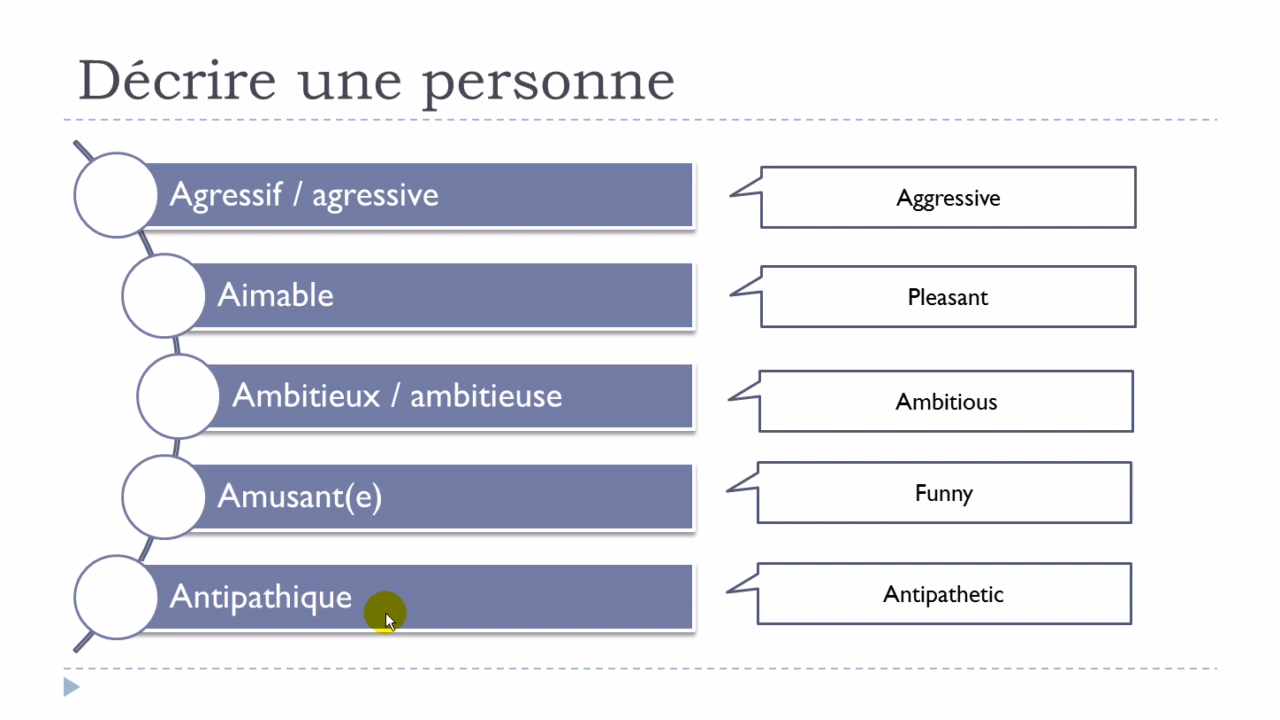 Décrire une personne
Agressif / agressive
Aggressive
Aimable
Pleasant
Ambitieux / ambitieuse
Ambitious
Amusant(e)
Funny
Antipathique
Antipathetic